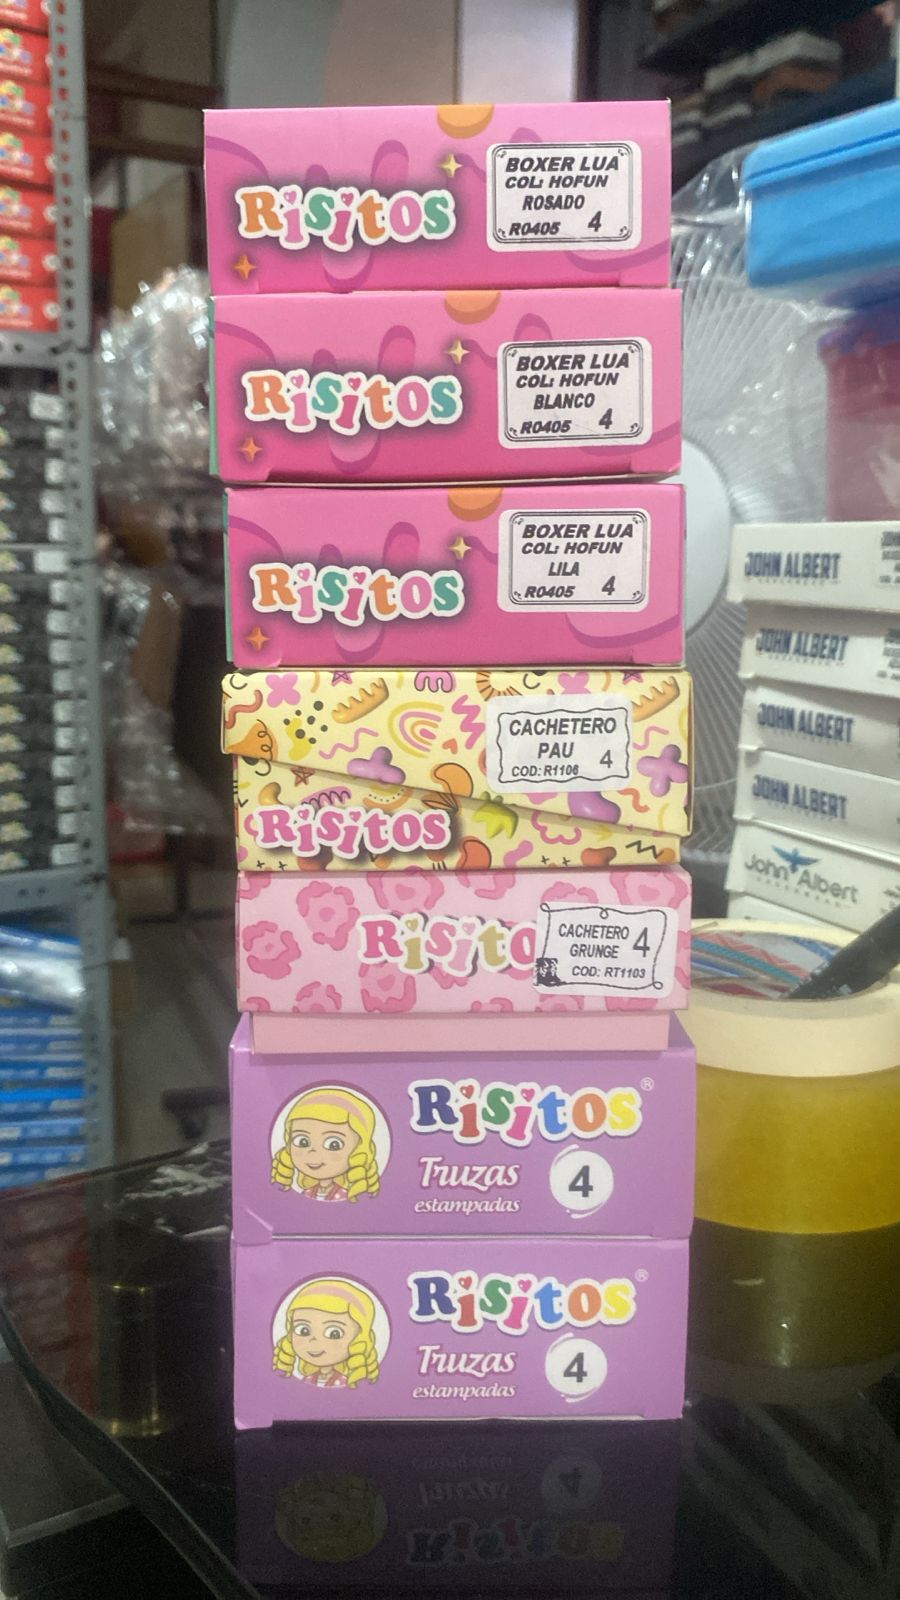 Risitos
BOXER LUA
COL: HOFUN
ROSADO
R0405 4
Risitos
BOXER LUA
COL: HOFUN
BLANCO
R0405 4
Risitos
BOXER LUA
COL: HOFUN
LILA
R0405 4
CACHETERO
PAU
COD: R1106 4
Risitos
Risito
CACHETERO 4
GRUNGE
COD: RT1103
Risitos®
Truzas
estampadas
4
Risitos®
Truzas
estampadas
4
JOHN ALBERT
JOHN ALBERT
JOHN ALBERT
JOHN ALBERT
John Albert